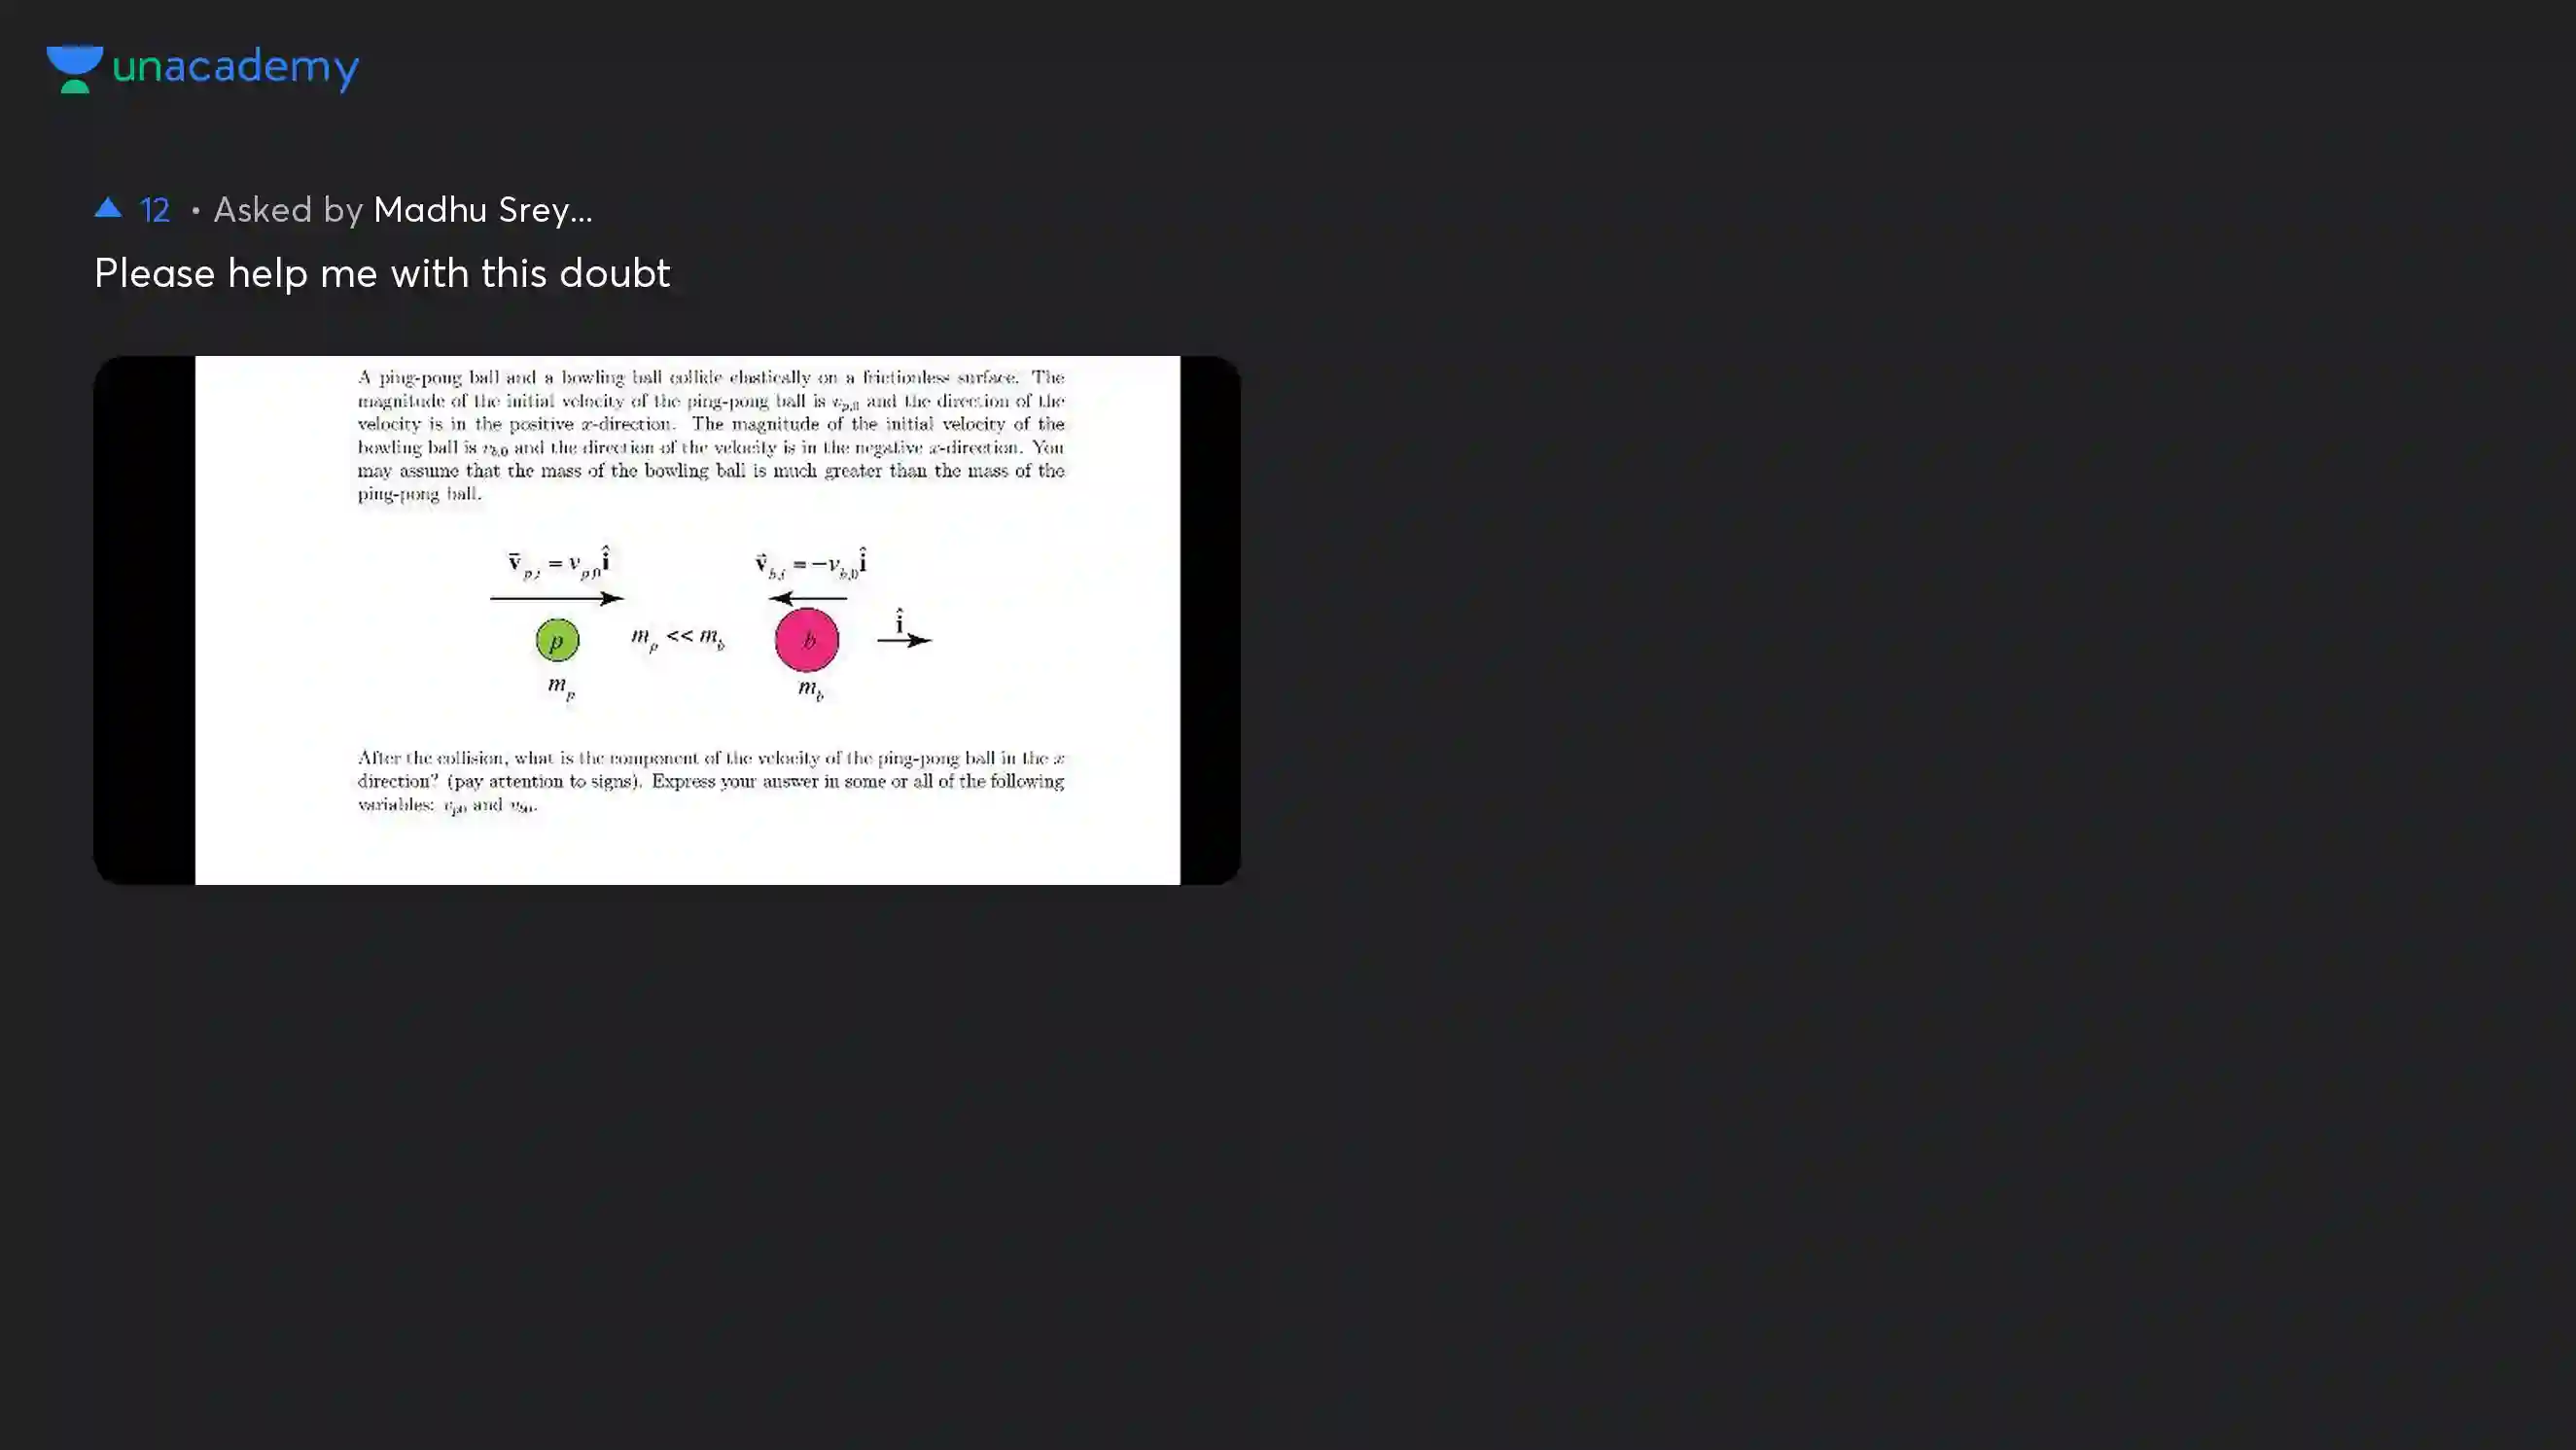 unacademy
▲ 12 • Asked by Madhu Srey...
Please help me with this doubt
A ping-pong ball and a bowling ball collide elastically on a frictionless surface. The
magnitude of the initial velocity of the ping-pong ball is v_{p,0} and the direction of the
velocity is in the positive x-direction. The magnitude of the initial velocity of the
bowling ball is v_{b,0} and the direction of the velocity is in the negative x-direction. You
may assume that the mass of the bowling ball is much greater than the mass of the
ping-pong ball.
v⃗_{p,i} = v_{p,0} î
v⃗_{b,i} = −v_{b,0} î
p
m_p << m_b
b
î
m_p
m_b
After the collision, what is the component of the velocity of the ping-pong ball in the x
direction? (pay attention to signs). Express your answer in some or all of the following
variables: v_{p0} and v_{b0}.